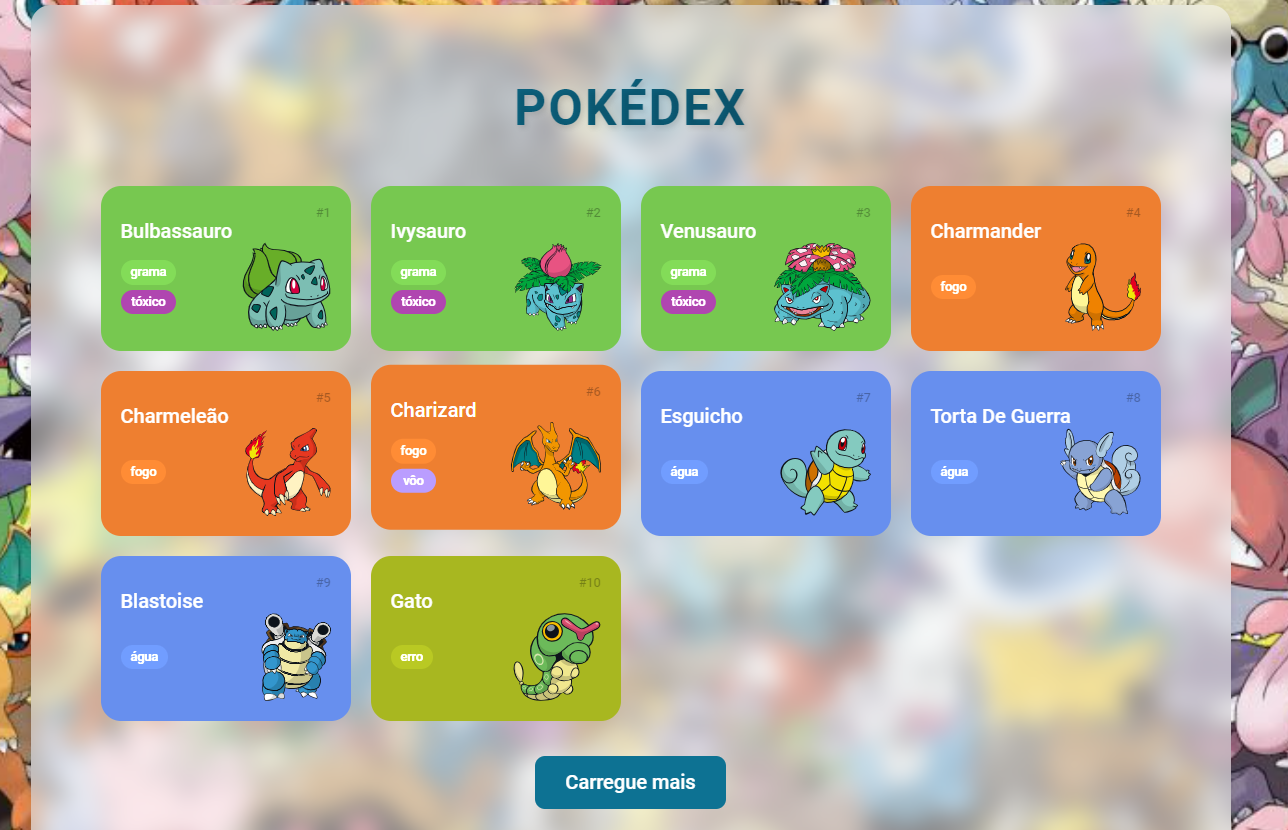 POKÉDEX
#1
Bulbassauro
grama
tóxico
#2
Ivysauro
grama
tóxico
#3
Venusauro
grama
tóxico
#4
Charmander
fogo
#5
Charmeleão
fogo
#6
Charizard
fogo
vôo
#7
Esguicho
água
#8
Torta De Guerra
água
#9
Blastoise
água
#10
Gato
erro
Carregue mais